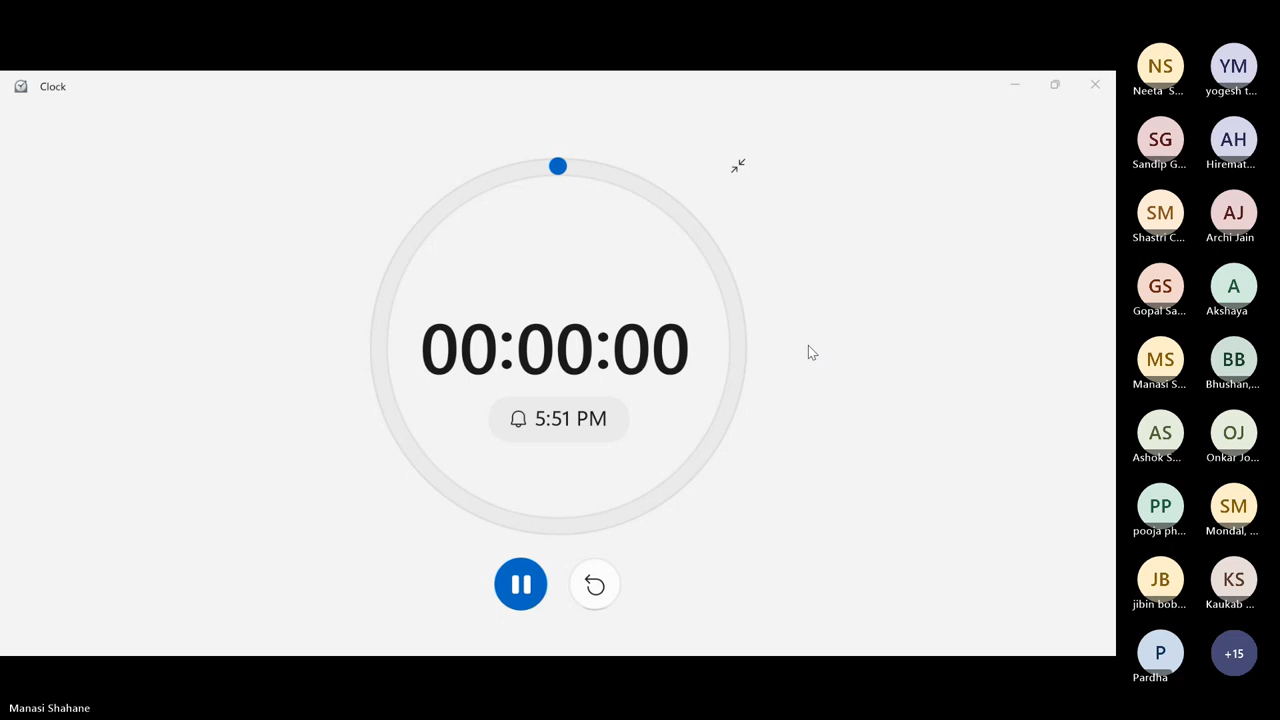 Clock
00:00:00
5:51 PM
NS YM
Neeta S... yogesh t...
SG AH
Sandip G... Hiremat...
SM AJ
Shastri C... Archi Jain
GS A
Gopal Sa... Akshaya
MS BB
Manasi S... Bhushan,...
AS OJ
Ashok S... Onkar Jo...
PP SM
pooja ph... Mondal, ...
JB KS
jibin bob... Kaukab ...
P +15
Pardha
Manasi Shahane